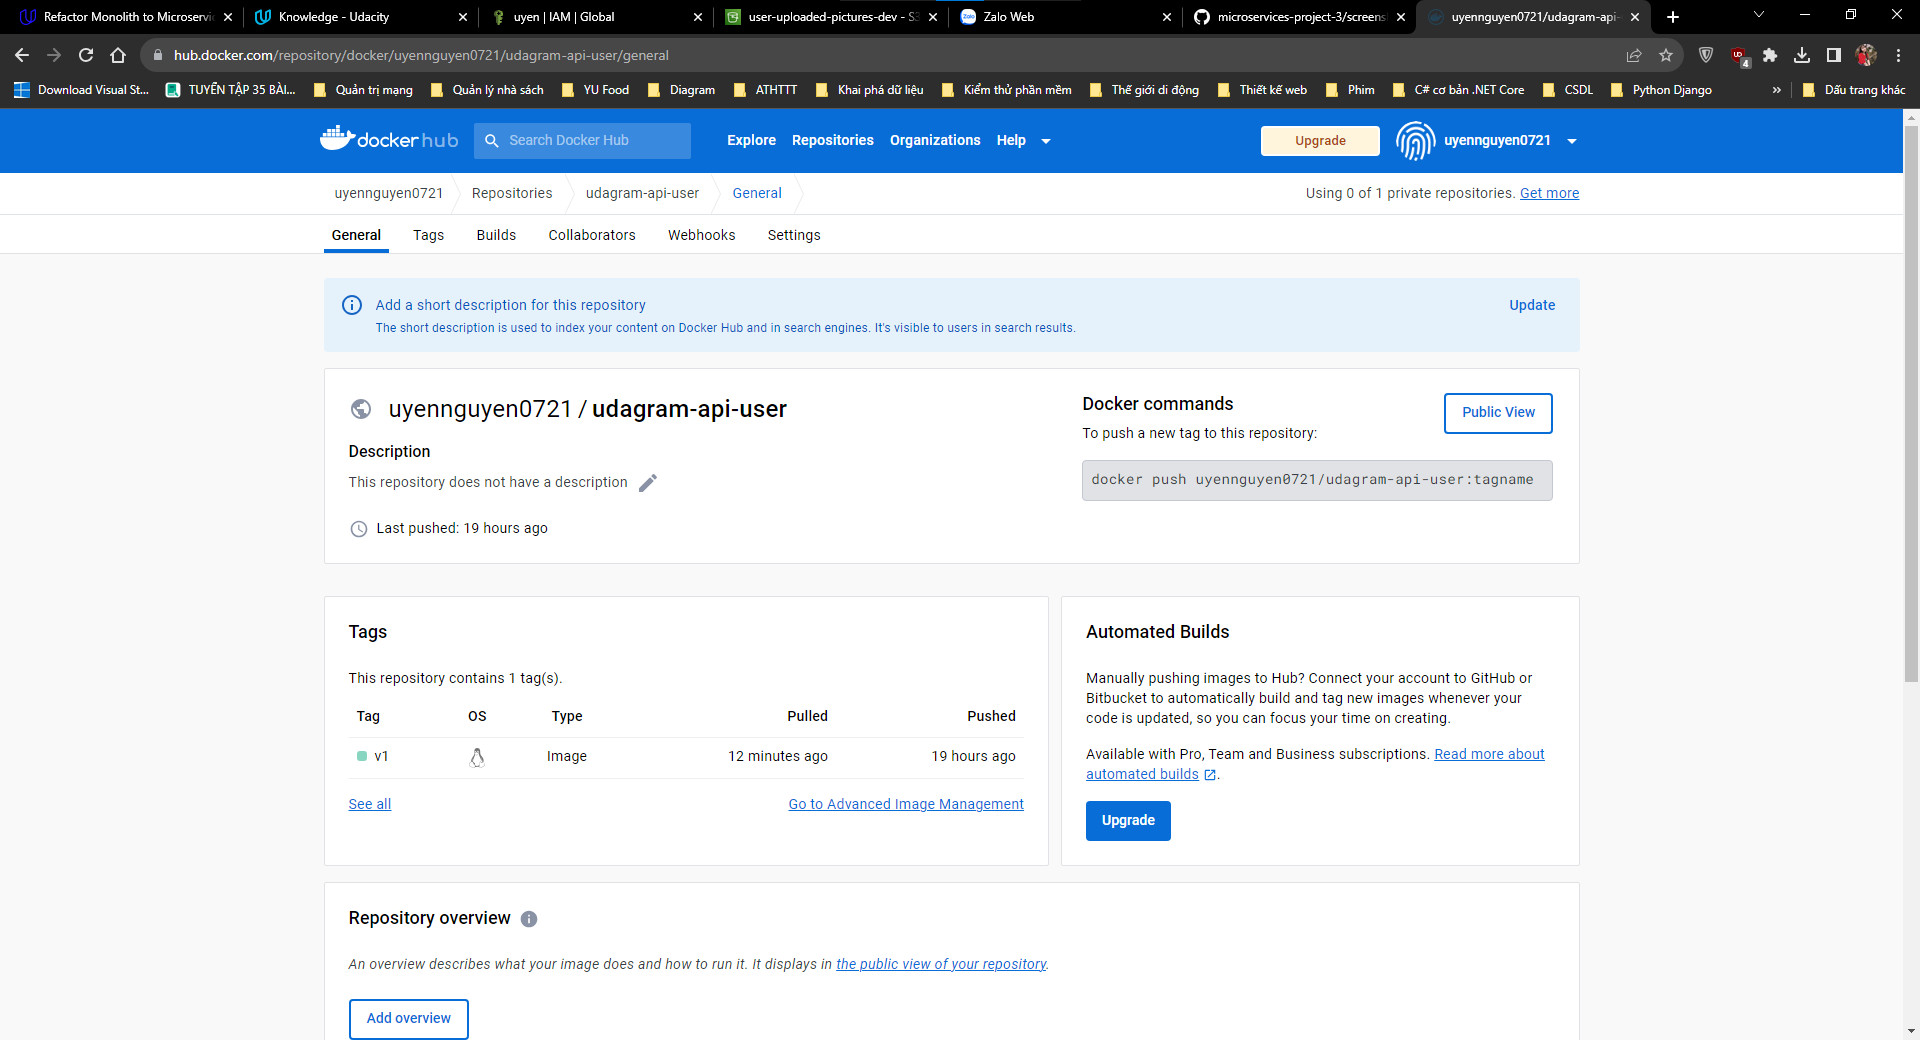 Refactor Monolith to Microservi
Knowledge - Udacity
uyen | IAM | Global
user-uploaded-pictures-dev - S3
Zalo Web
microservices-project-3/screens
uyennguyen0721/udagram-api-
hub.docker.com/repository/docker/uyennguyen0721/udagram-api-user/general
4
Download Visual St...
TUYỂN TẬP 35 BÀI...
Quản trị mạng
Quản lý nhà sách
YU Food
Diagram
ATHTTT
Khai phá dữ liệu
Kiểm thử phần mềm
Thế giới di động
Thiết kế web
Phim
C# cơ bản .NET Core
CSDL
Python Django
»
Dấu trang khác
docker hub
Search Docker Hub
Explore
Repositories
Organizations
Help
Upgrade
uyennguyen0721
uyennguyen0721
Repositories
udagram-api-user
General
Using 0 of 1 private repositories. Get more
General
Tags
Builds
Collaborators
Webhooks
Settings
Add a short description for this repository
Update
The short description is used to index your content on Docker Hub and in search engines. It's visible to users in search results.
uyennguyen0721 / udagram-api-user
Description
This repository does not have a description
Last pushed: 19 hours ago
Docker commands
Public View
To push a new tag to this repository:
docker push uyennguyen0721/udagram-api-user:tagname
Tags
This repository contains 1 tag(s).
Tag OS Type Pulled Pushed
v1 Image 12 minutes ago 19 hours ago
See all
Go to Advanced Image Management
Automated Builds
Manually pushing images to Hub? Connect your account to GitHub or
Bitbucket to automatically build and tag new images whenever your
code is updated, so you can focus your time on creating.
Available with Pro, Team and Business subscriptions. Read more about
automated builds .
Upgrade
Repository overview
An overview describes what your image does and how to run it. It displays in the public view of your repository.
Add overview